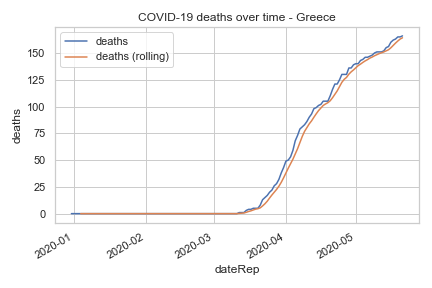 COVID-19 deaths over time - Greece
deaths
deaths (rolling)
150
125
100
75
50
25
0
deaths
2020-01
2020-02
2020-03
2020-04
2020-05
dateRep